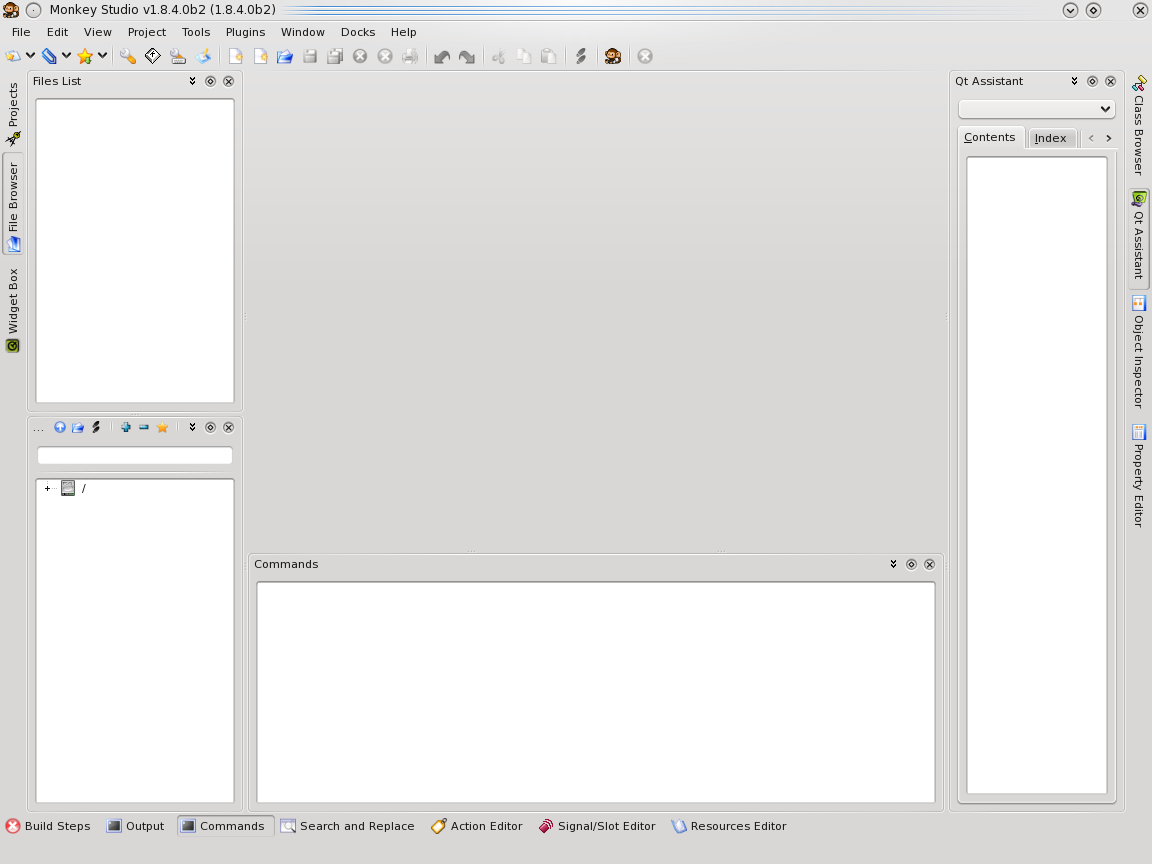 Monkey Studio v1.8.4.0b2 (1.8.4.0b2)
File Edit View Project Tools Plugins Window Docks Help
Projects
File Browser
Widget Box
Files List
...
/
Commands
Qt Assistant
Contents Index
Class Browser
Qt Assistant
Object Inspector
Property Editor
Build Steps Output Commands Search and Replace Action Editor Signal/Slot Editor Resources Editor